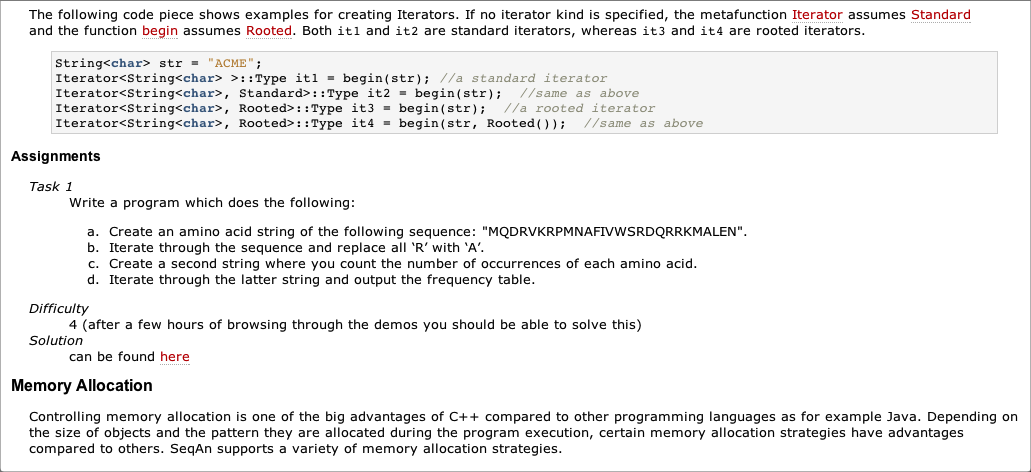 The following code piece shows examples for creating Iterators. If no iterator kind is specified, the metafunction Iterator assumes Standard
and the function begin assumes Rooted. Both it1 and it2 are standard iterators, whereas it3 and it4 are rooted iterators.
String<char> str = "ACME";
Iterator<String<char> >::Type it1 = begin(str); //a standard iterator
Iterator<String<char>, Standard>::Type it2 = begin(str);  //same as above
Iterator<String<char>, Rooted>::Type it3 = begin(str);  //a rooted iterator
Iterator<String<char>, Rooted>::Type it4 = begin(str, Rooted());  //same as above
Assignments
Task 1
Write a program which does the following:
a. Create an amino acid string of the following sequence: "MQDRVKRPMNAFIVWSRDQRRKMALEN".
b. Iterate through the sequence and replace all ‘R’ with ‘A’.
c. Create a second string where you count the number of occurrences of each amino acid.
d. Iterate through the latter string and output the frequency table.
Difficulty
4 (after a few hours of browsing through the demos you should be able to solve this)
Solution
can be found here
Memory Allocation
Controlling memory allocation is one of the big advantages of C++ compared to other programming languages as for example Java. Depending on
the size of objects and the pattern they are allocated during the program execution, certain memory allocation strategies have advantages
compared to others. SeqAn supports a variety of memory allocation strategies.